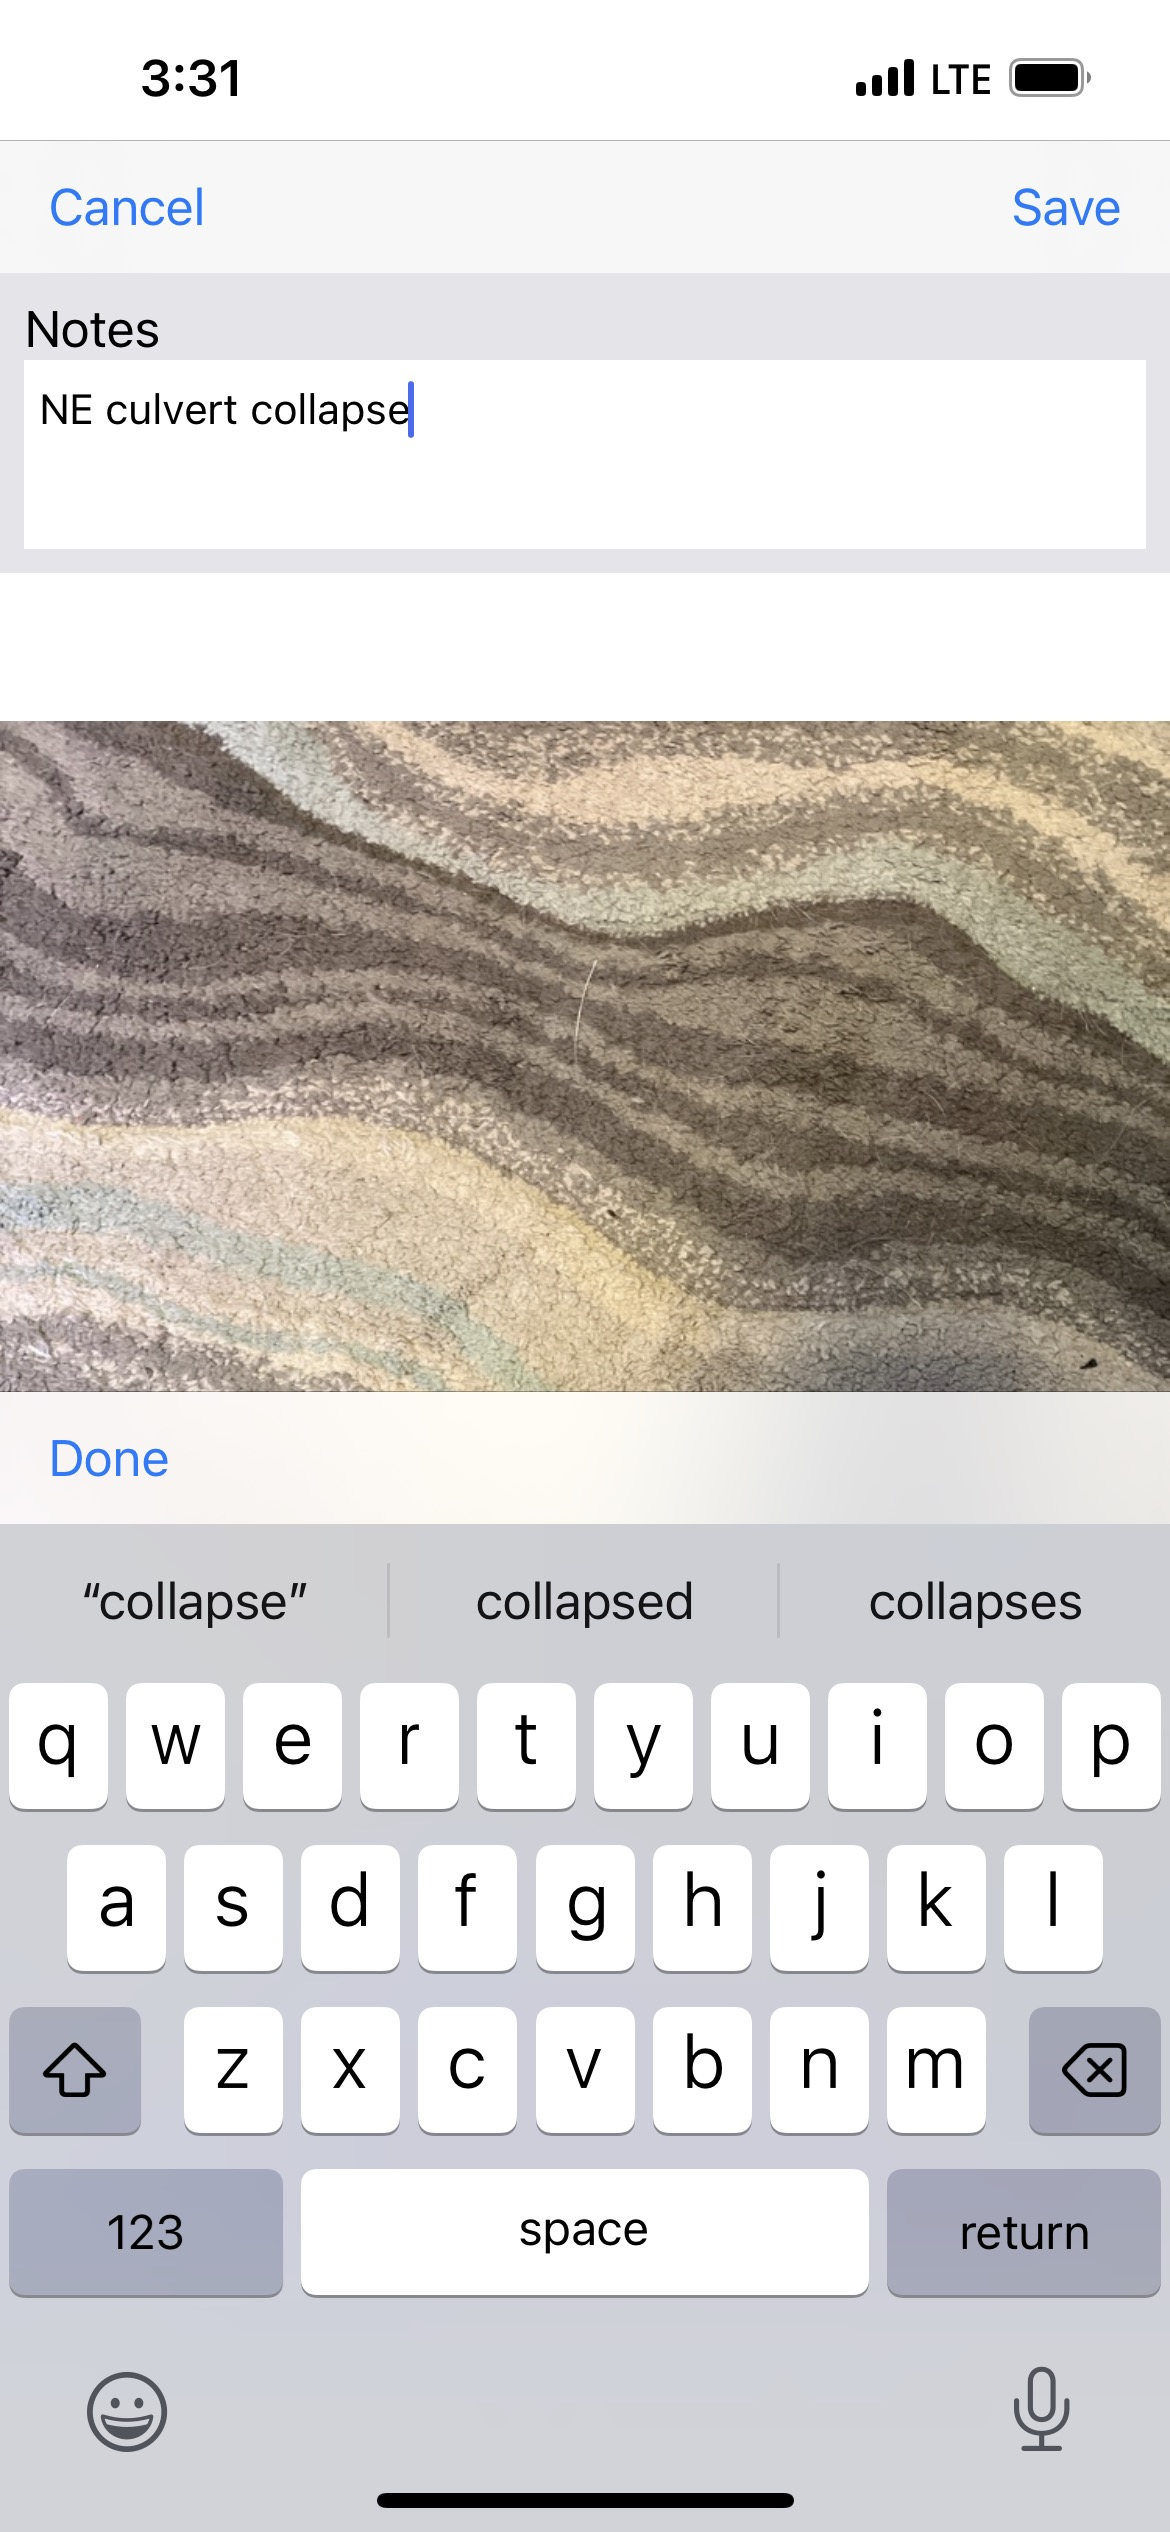 3:31 LTE
Cancel Save
Notes
NE culvert collapse
Done
“collapse” collapsed collapses
q w e r t y u i o p
a s d f g h j k l
z x c v b n m
123 space return